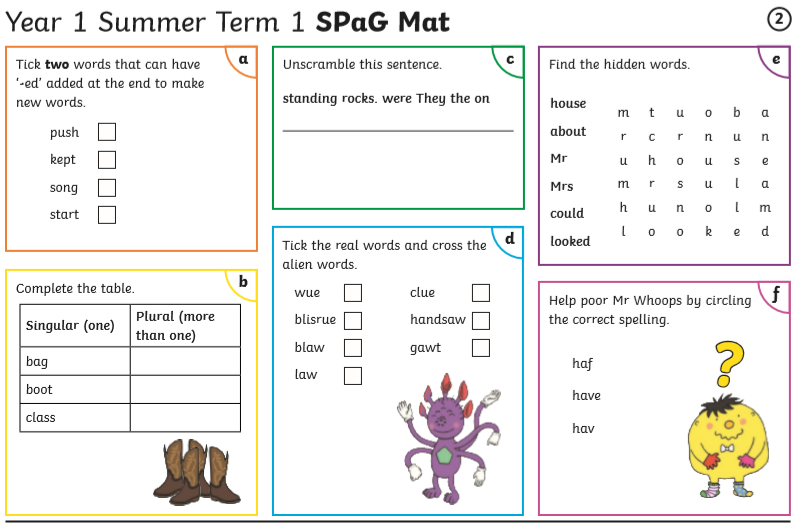 Year 1 Summer Term 1 SPaG Mat
2
a
Tick two words that can have
‘-ed’ added at the end to make
new words.
push
kept
song
start
b
Complete the table.
Singular (one) Plural (more
than one)
bag
boot
class
c
Unscramble this sentence.
standing rocks. were They the on
d
Tick the real words and cross the
alien words.
wue clue
blisrue handsaw
blaw gawt
law
e
Find the hidden words.
house
about
Mr
Mrs
could
looked
m t u o b a
r c r n u n
u h o u s e
m r s u l a
h u n o l m
l o o k e d
f
Help poor Mr Whoops by circling
the correct spelling.
haf
have
hav
?